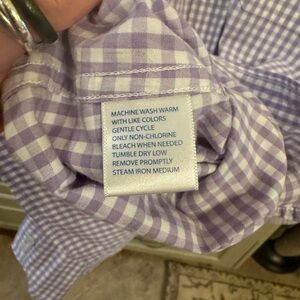 MACHINE WASH WARM
WITH LIKE COLORS
GENTLE CYCLE
ONLY NON-CHLORINE
BLEACH WHEN NEEDED
TUMBLE DRY LOW
REMOVE PROMPTLY
STEAM IRON MEDIUM